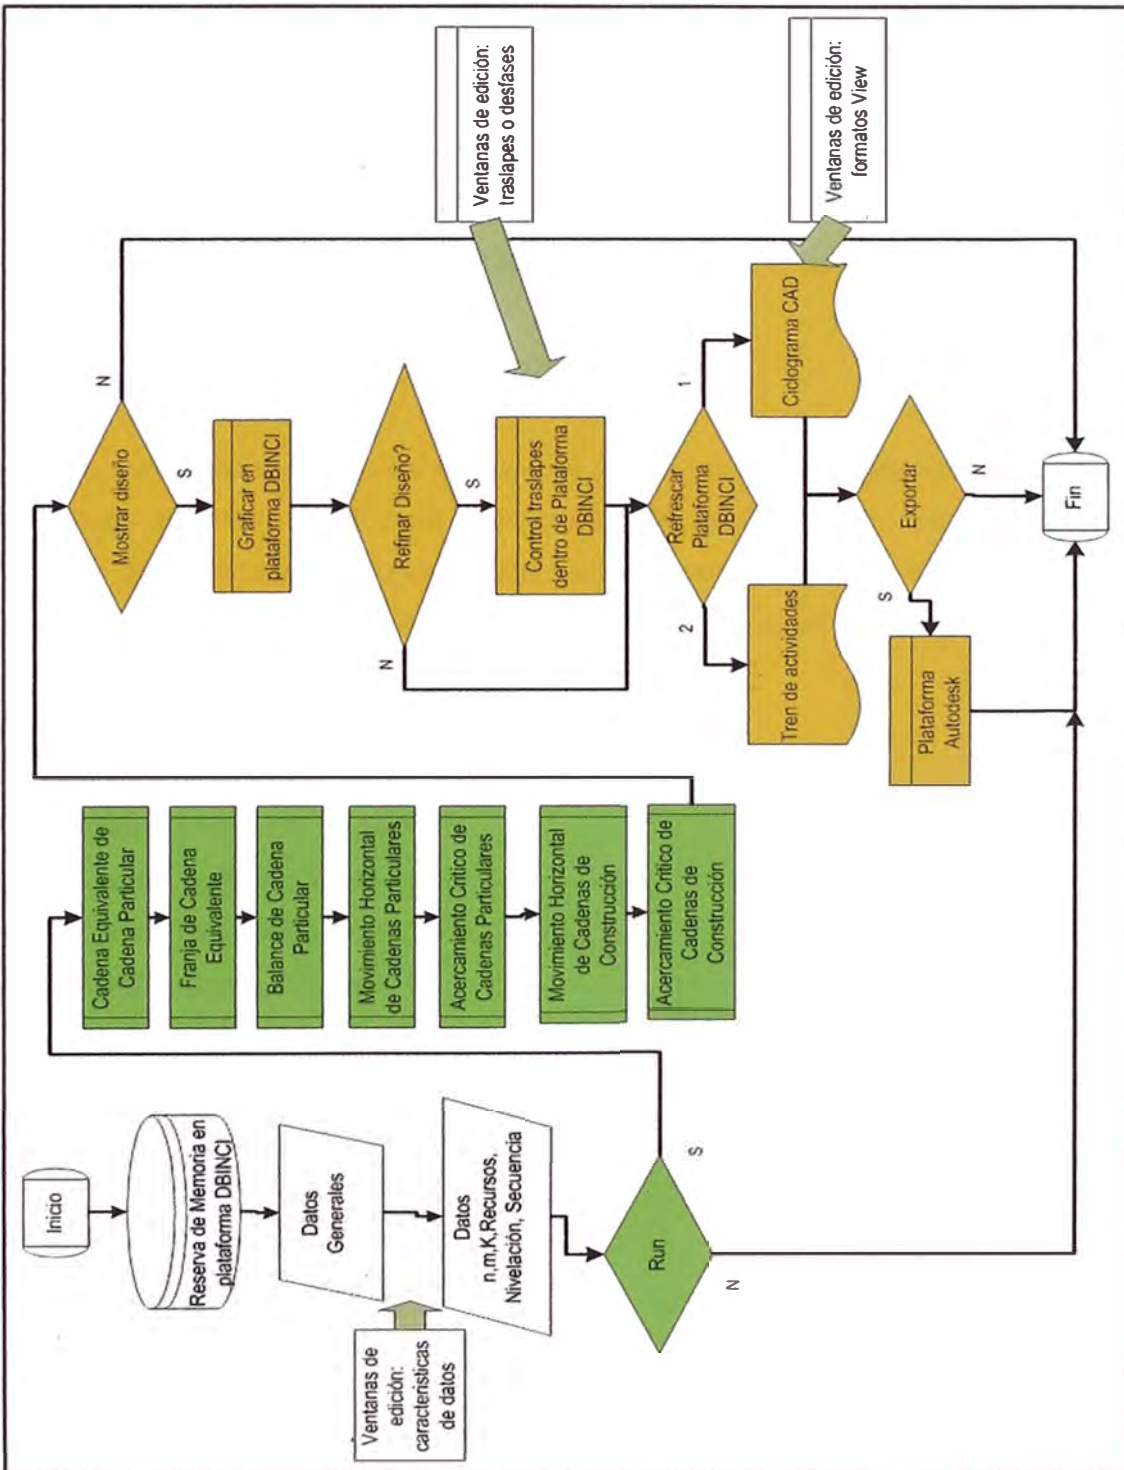 Inicio
Reserva de Memoria en
plataforma DBINCI
Datos
Generales
Ventanas de
edición:
características
de datos
Datos
n,m,K,Recursos,
Nivelación, Secuencia
Run
S
N
Cadena Equivalente de
Cadena Particular
Franja de Cadena
Equivalente
Balance de Cadena
Particular
Movimiento Horizontal
de Cadenas Particulares
Acercamiento Critico de
Cadenas Particulares
Movimiento Horizontal
de Cadenas de
Construcción
Acercamiento Critico de
Cadenas de
Construcción
Mostrar diseño
N
S
Graficar en
plataforma DBINCI
Refinar Diseño?
N
S
Control traslapes
dentro de Plataforma
DBINCI
Ventanas de edición:
traslapes o desfases
Refrescar
Plataforma
DBINCI
2
1
Tren de actividades
Ciclograma CAD
Ventanas de edición:
formatos View
Exportar
S
N
Plataforma
Autodesk
Fin